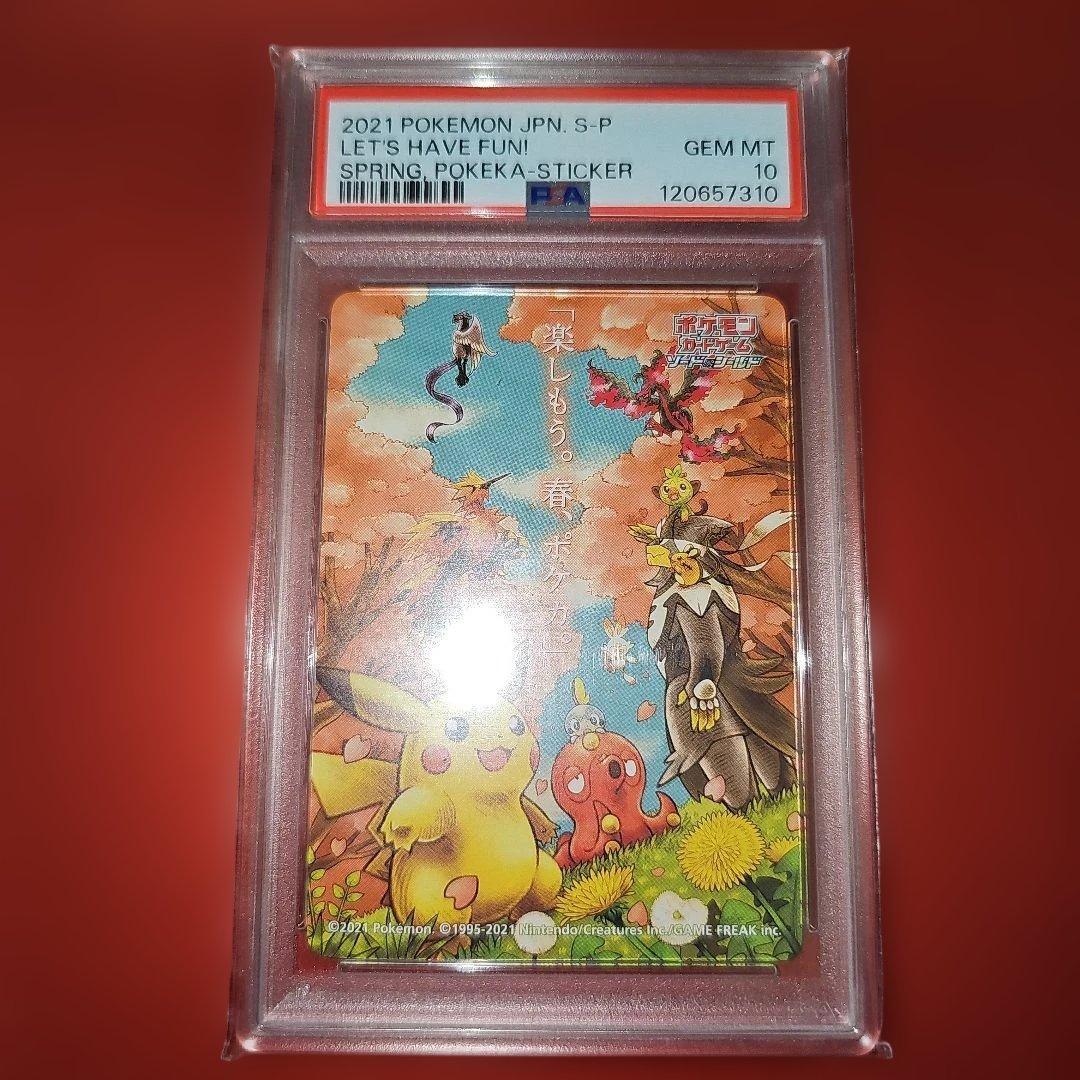 2021 POKEMON JPN. S-P
LET'S HAVE FUN!
GEM MT
SPRING, POKEKA-STICKER
10
PSA
120657310
「楽しもう。春、ポケカ。」
ポケモン
カードゲーム
ソード&シールド
©2021 Pokémon. ©1995-2021 Nintendo/Creatures Inc./GAME FREAK inc.